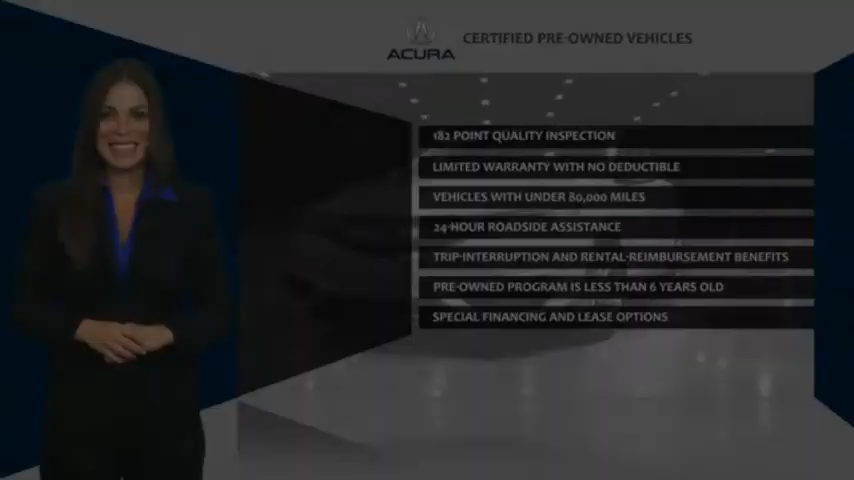 ACURA
CERTIFIED PRE-OWNED VEHICLES
182 POINT QUALITY INSPECTION
LIMITED WARRANTY WITH NO DEDUCTIBLE
VEHICLES WITH UNDER 80,000 MILES
24-HOUR ROADSIDE ASSISTANCE
TRIP-INTERRUPTION AND RENTAL-REIMBURSEMENT BENEFITS
PRE-OWNED PROGRAM IS LESS THAN 6 YEARS OLD
SPECIAL FINANCING AND LEASE OPTIONS